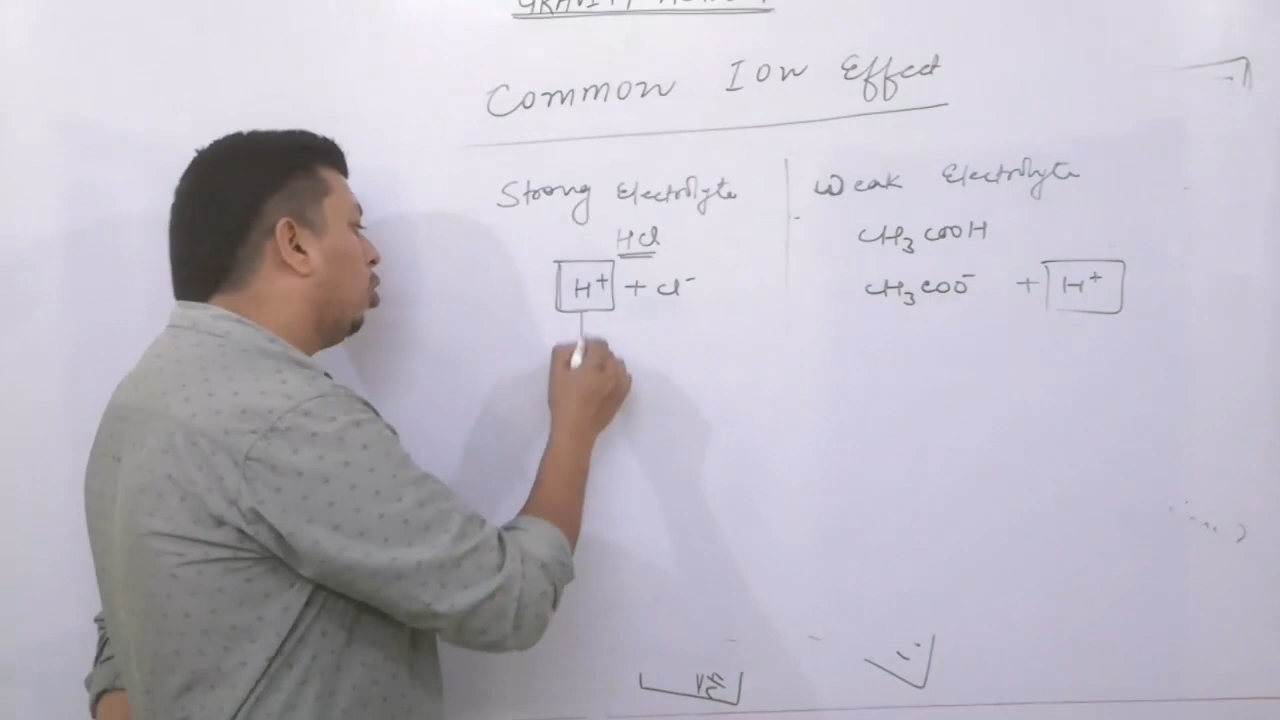 Common Ion Effect
Strong Electrolyte
HCl
H⁺ + Cl⁻
Weak Electrolyte
CH₃COOH
CH₃COO⁻ + H⁺